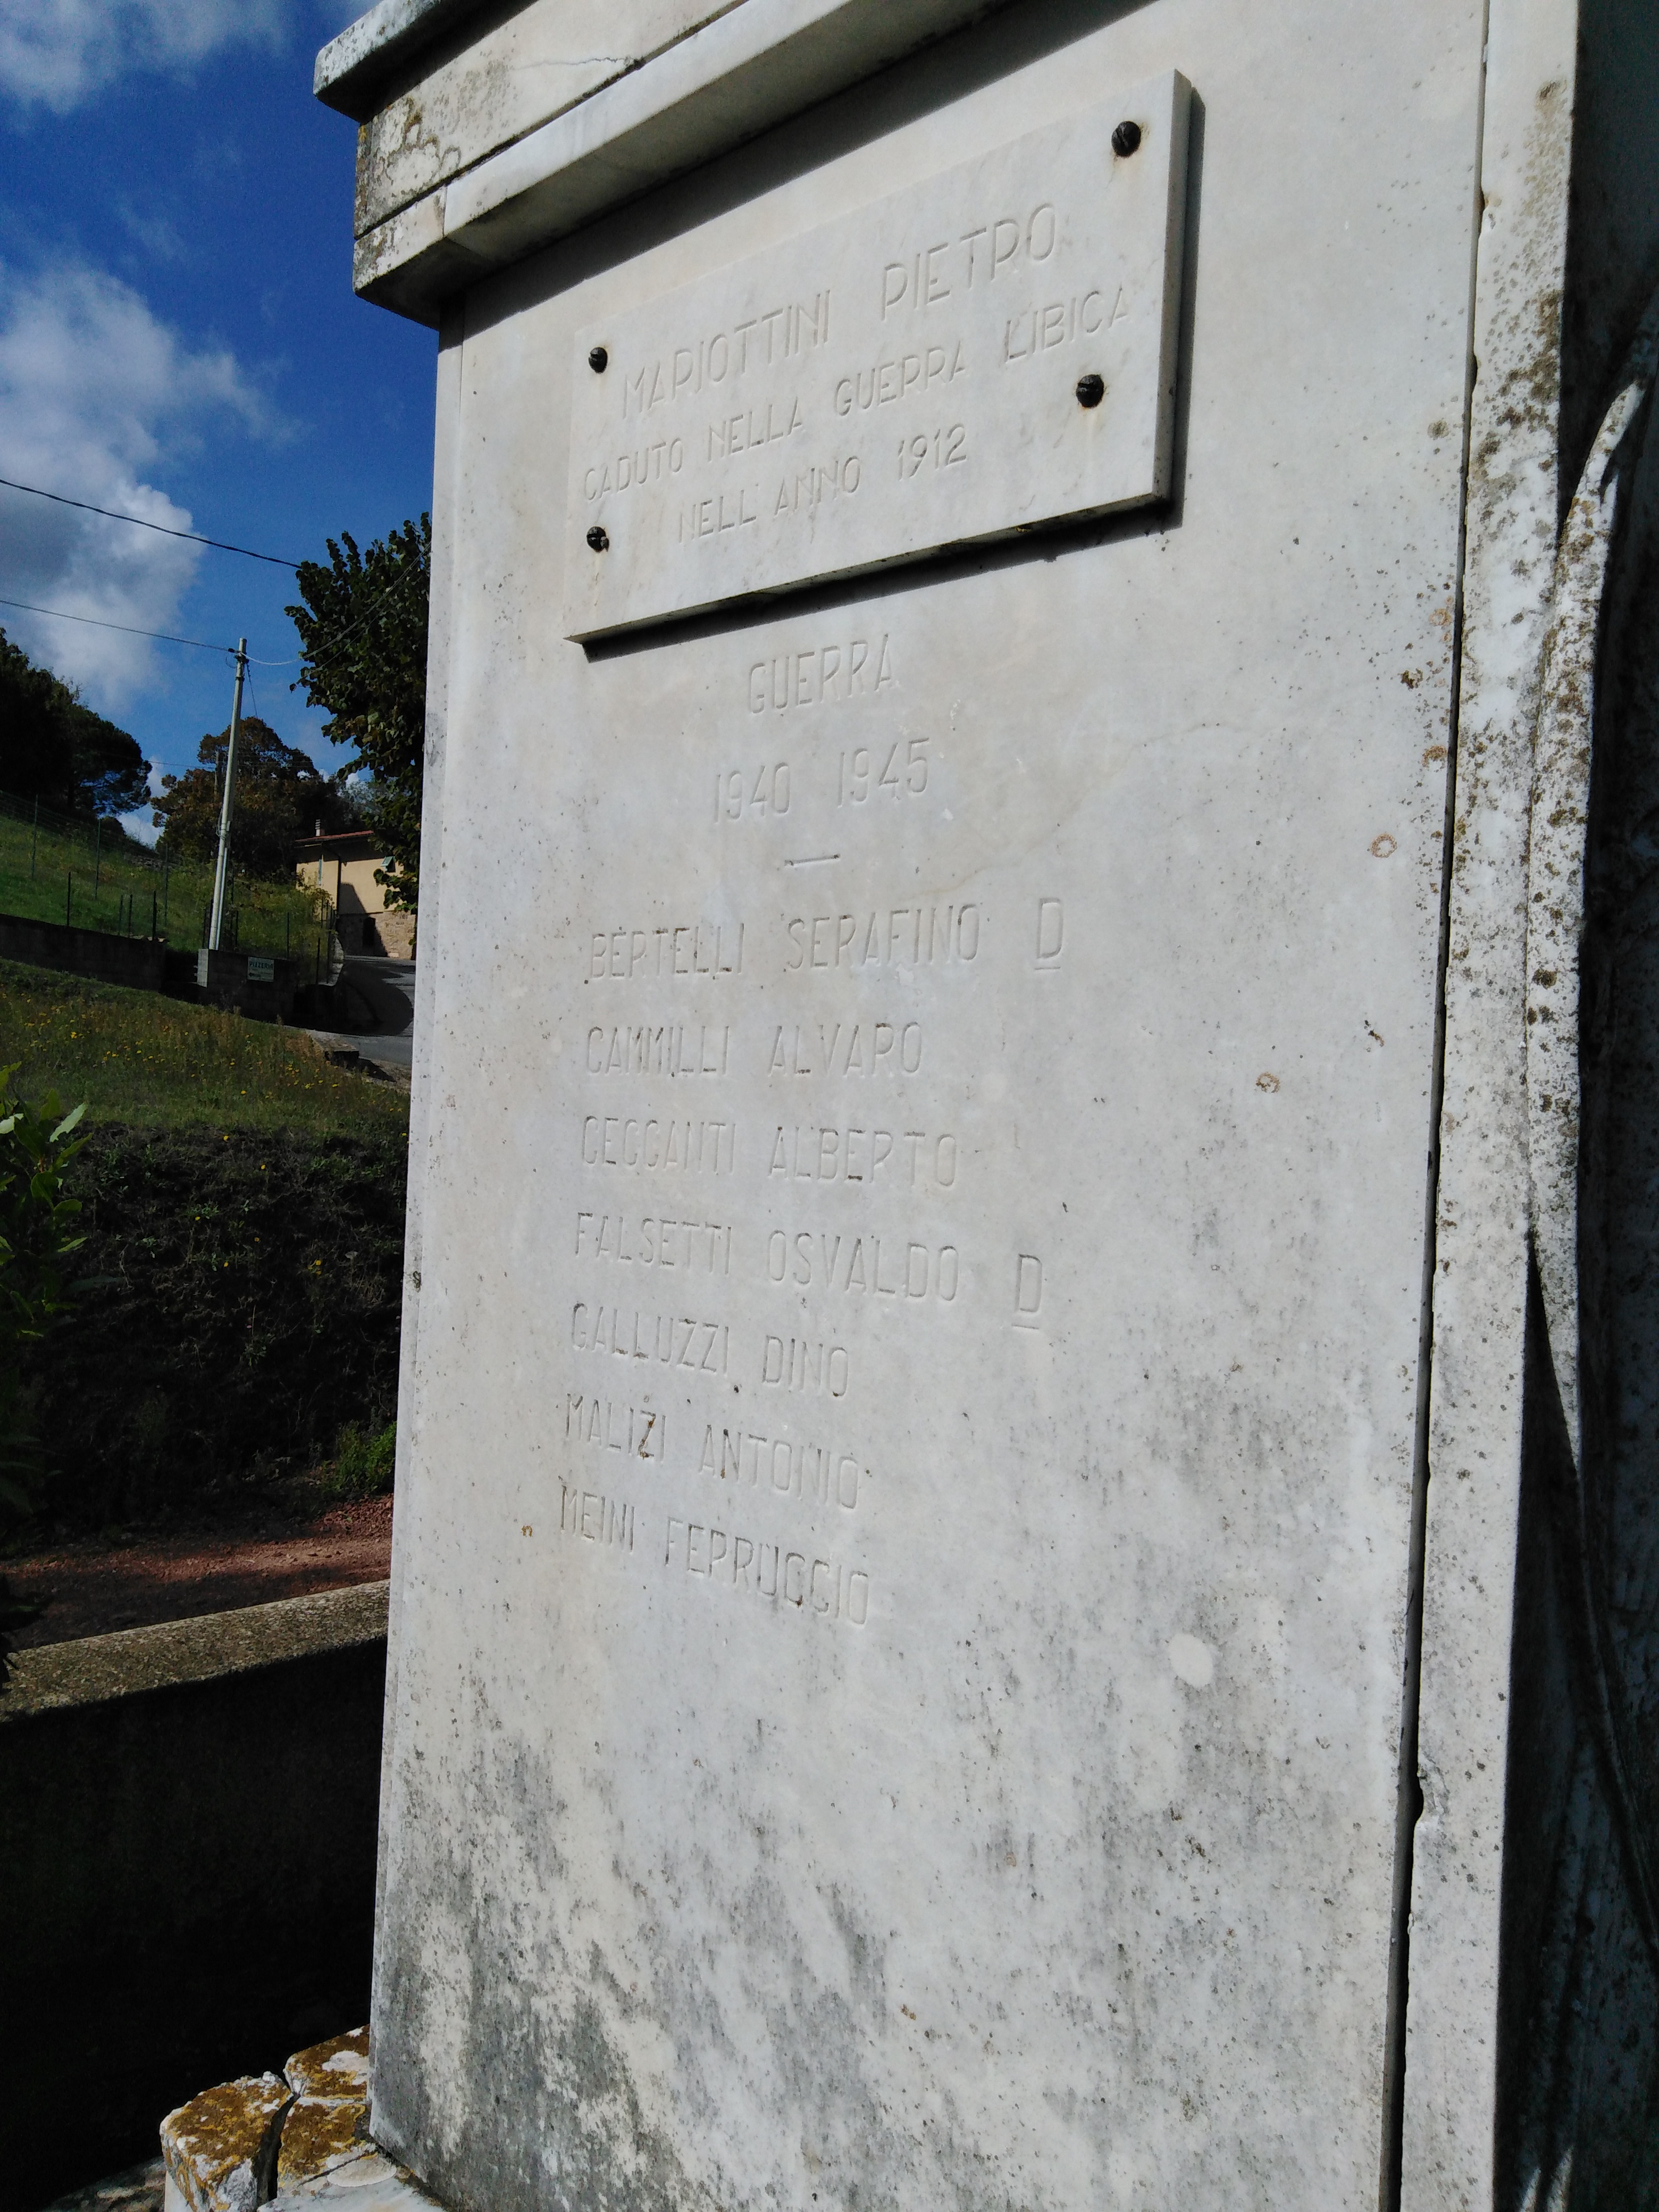 MARIOTTINI PIETRO
CADUTO NELLA GUERRA LIBICA
NELL'ANNO 1912
GUERRA
1940 1945
—
BERTELLI SERAFINO D
CAMMILLI ALVARO
CECCANTI ALBERTO
FALSETTI OSVALDO D
GALLUZZI DINO
MALIZI ANTONIO
MEINI FERRUCCIO